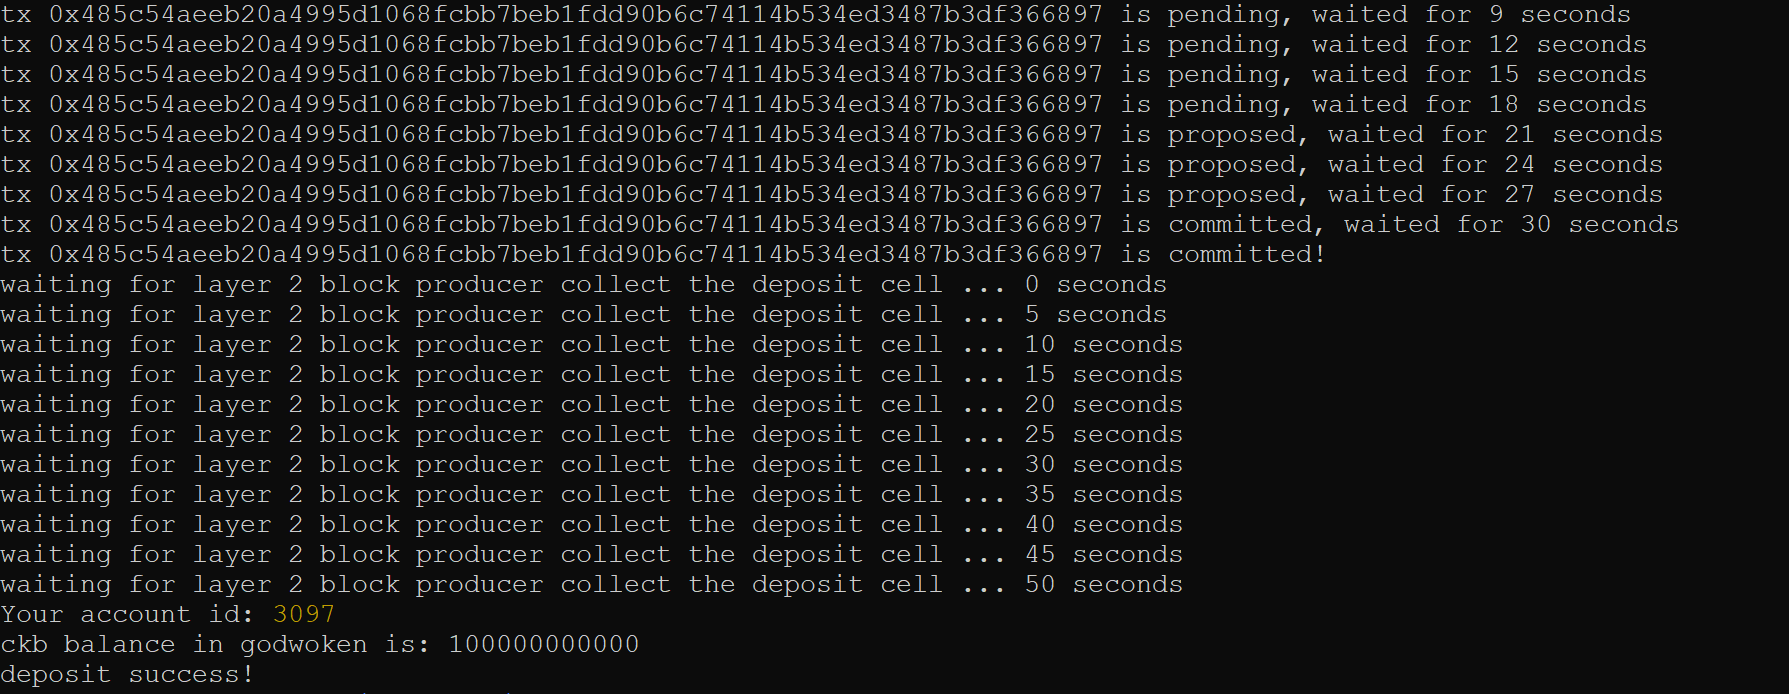 tx 0x485c54aeeb20a4995d1068fcbb7beb1fdd90b6c74114b534ed3487b3df366897 is pending, waited for 9 seconds
tx 0x485c54aeeb20a4995d1068fcbb7beb1fdd90b6c74114b534ed3487b3df366897 is pending, waited for 12 seconds
tx 0x485c54aeeb20a4995d1068fcbb7beb1fdd90b6c74114b534ed3487b3df366897 is pending, waited for 15 seconds
tx 0x485c54aeeb20a4995d1068fcbb7beb1fdd90b6c74114b534ed3487b3df366897 is pending, waited for 18 seconds
tx 0x485c54aeeb20a4995d1068fcbb7beb1fdd90b6c74114b534ed3487b3df366897 is proposed, waited for 21 seconds
tx 0x485c54aeeb20a4995d1068fcbb7beb1fdd90b6c74114b534ed3487b3df366897 is proposed, waited for 24 seconds
tx 0x485c54aeeb20a4995d1068fcbb7beb1fdd90b6c74114b534ed3487b3df366897 is proposed, waited for 27 seconds
tx 0x485c54aeeb20a4995d1068fcbb7beb1fdd90b6c74114b534ed3487b3df366897 is committed, waited for 30 seconds
tx 0x485c54aeeb20a4995d1068fcbb7beb1fdd90b6c74114b534ed3487b3df366897 is committed!
waiting for layer 2 block producer collect the deposit cell ... 0 seconds
waiting for layer 2 block producer collect the deposit cell ... 5 seconds
waiting for layer 2 block producer collect the deposit cell ... 10 seconds
waiting for layer 2 block producer collect the deposit cell ... 15 seconds
waiting for layer 2 block producer collect the deposit cell ... 20 seconds
waiting for layer 2 block producer collect the deposit cell ... 25 seconds
waiting for layer 2 block producer collect the deposit cell ... 30 seconds
waiting for layer 2 block producer collect the deposit cell ... 35 seconds
waiting for layer 2 block producer collect the deposit cell ... 40 seconds
waiting for layer 2 block producer collect the deposit cell ... 45 seconds
waiting for layer 2 block producer collect the deposit cell ... 50 seconds
Your account id: 3097
ckb balance in godwoken is: 100000000000
deposit success!